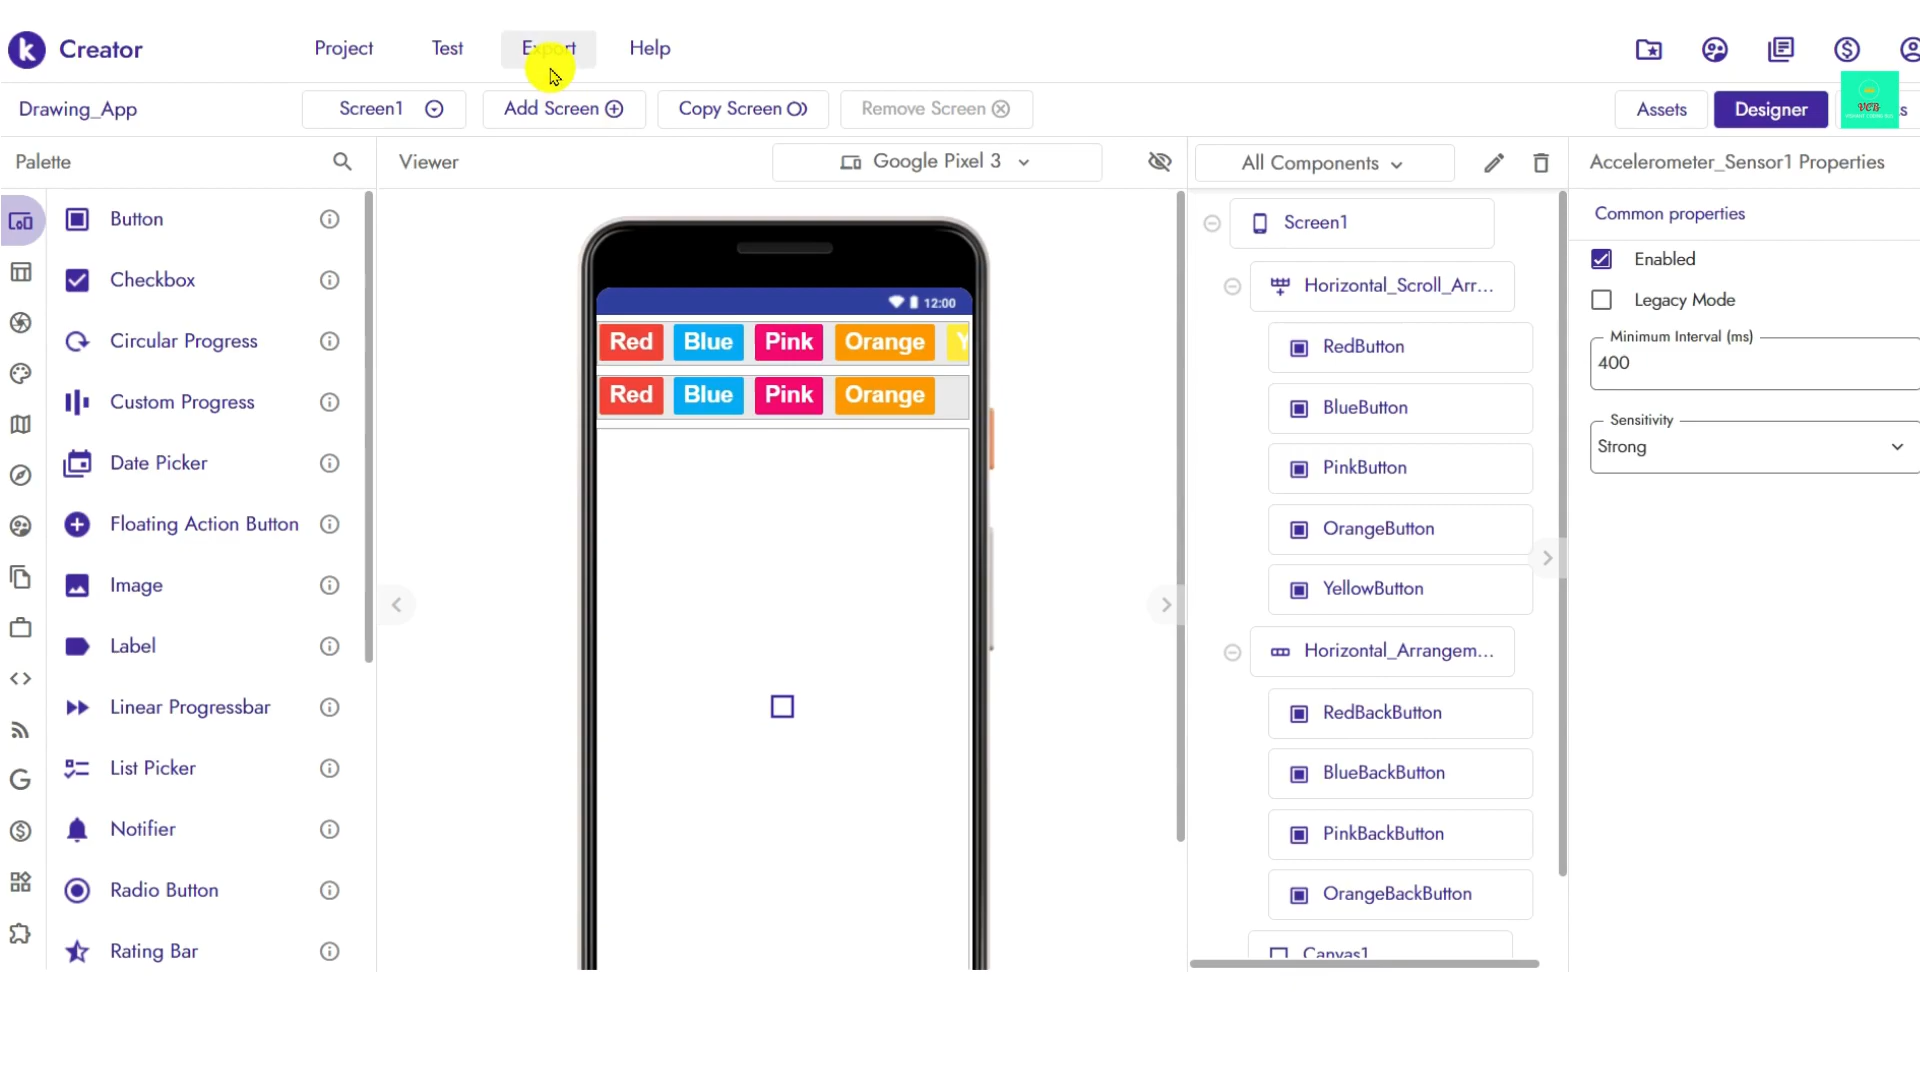 Creator
Project
Test
Export
Help
Drawing_App
Screen1
Add Screen
Copy Screen
Remove Screen
Assets
Designer
VCB
s
Palette
Viewer
Google Pixel 3
All Components
Accelerometer_Sensor1 Properties
Button
Checkbox
Circular Progress
Custom Progress
Date Picker
Floating Action Button
Image
Label
Linear Progressbar
List Picker
Notifier
Radio Button
Rating Bar
12:00
Red Blue Pink Orange Y
Red Blue Pink Orange
Screen1
Horizontal_Scroll_Arr...
RedButton
BlueButton
PinkButton
OrangeButton
YellowButton
Horizontal_Arrangem...
RedBackButton
BlueBackButton
PinkBackButton
OrangeBackButton
Canvas1
Common properties
Enabled
Legacy Mode
Minimum Interval (ms)
400
Sensitivity
Strong